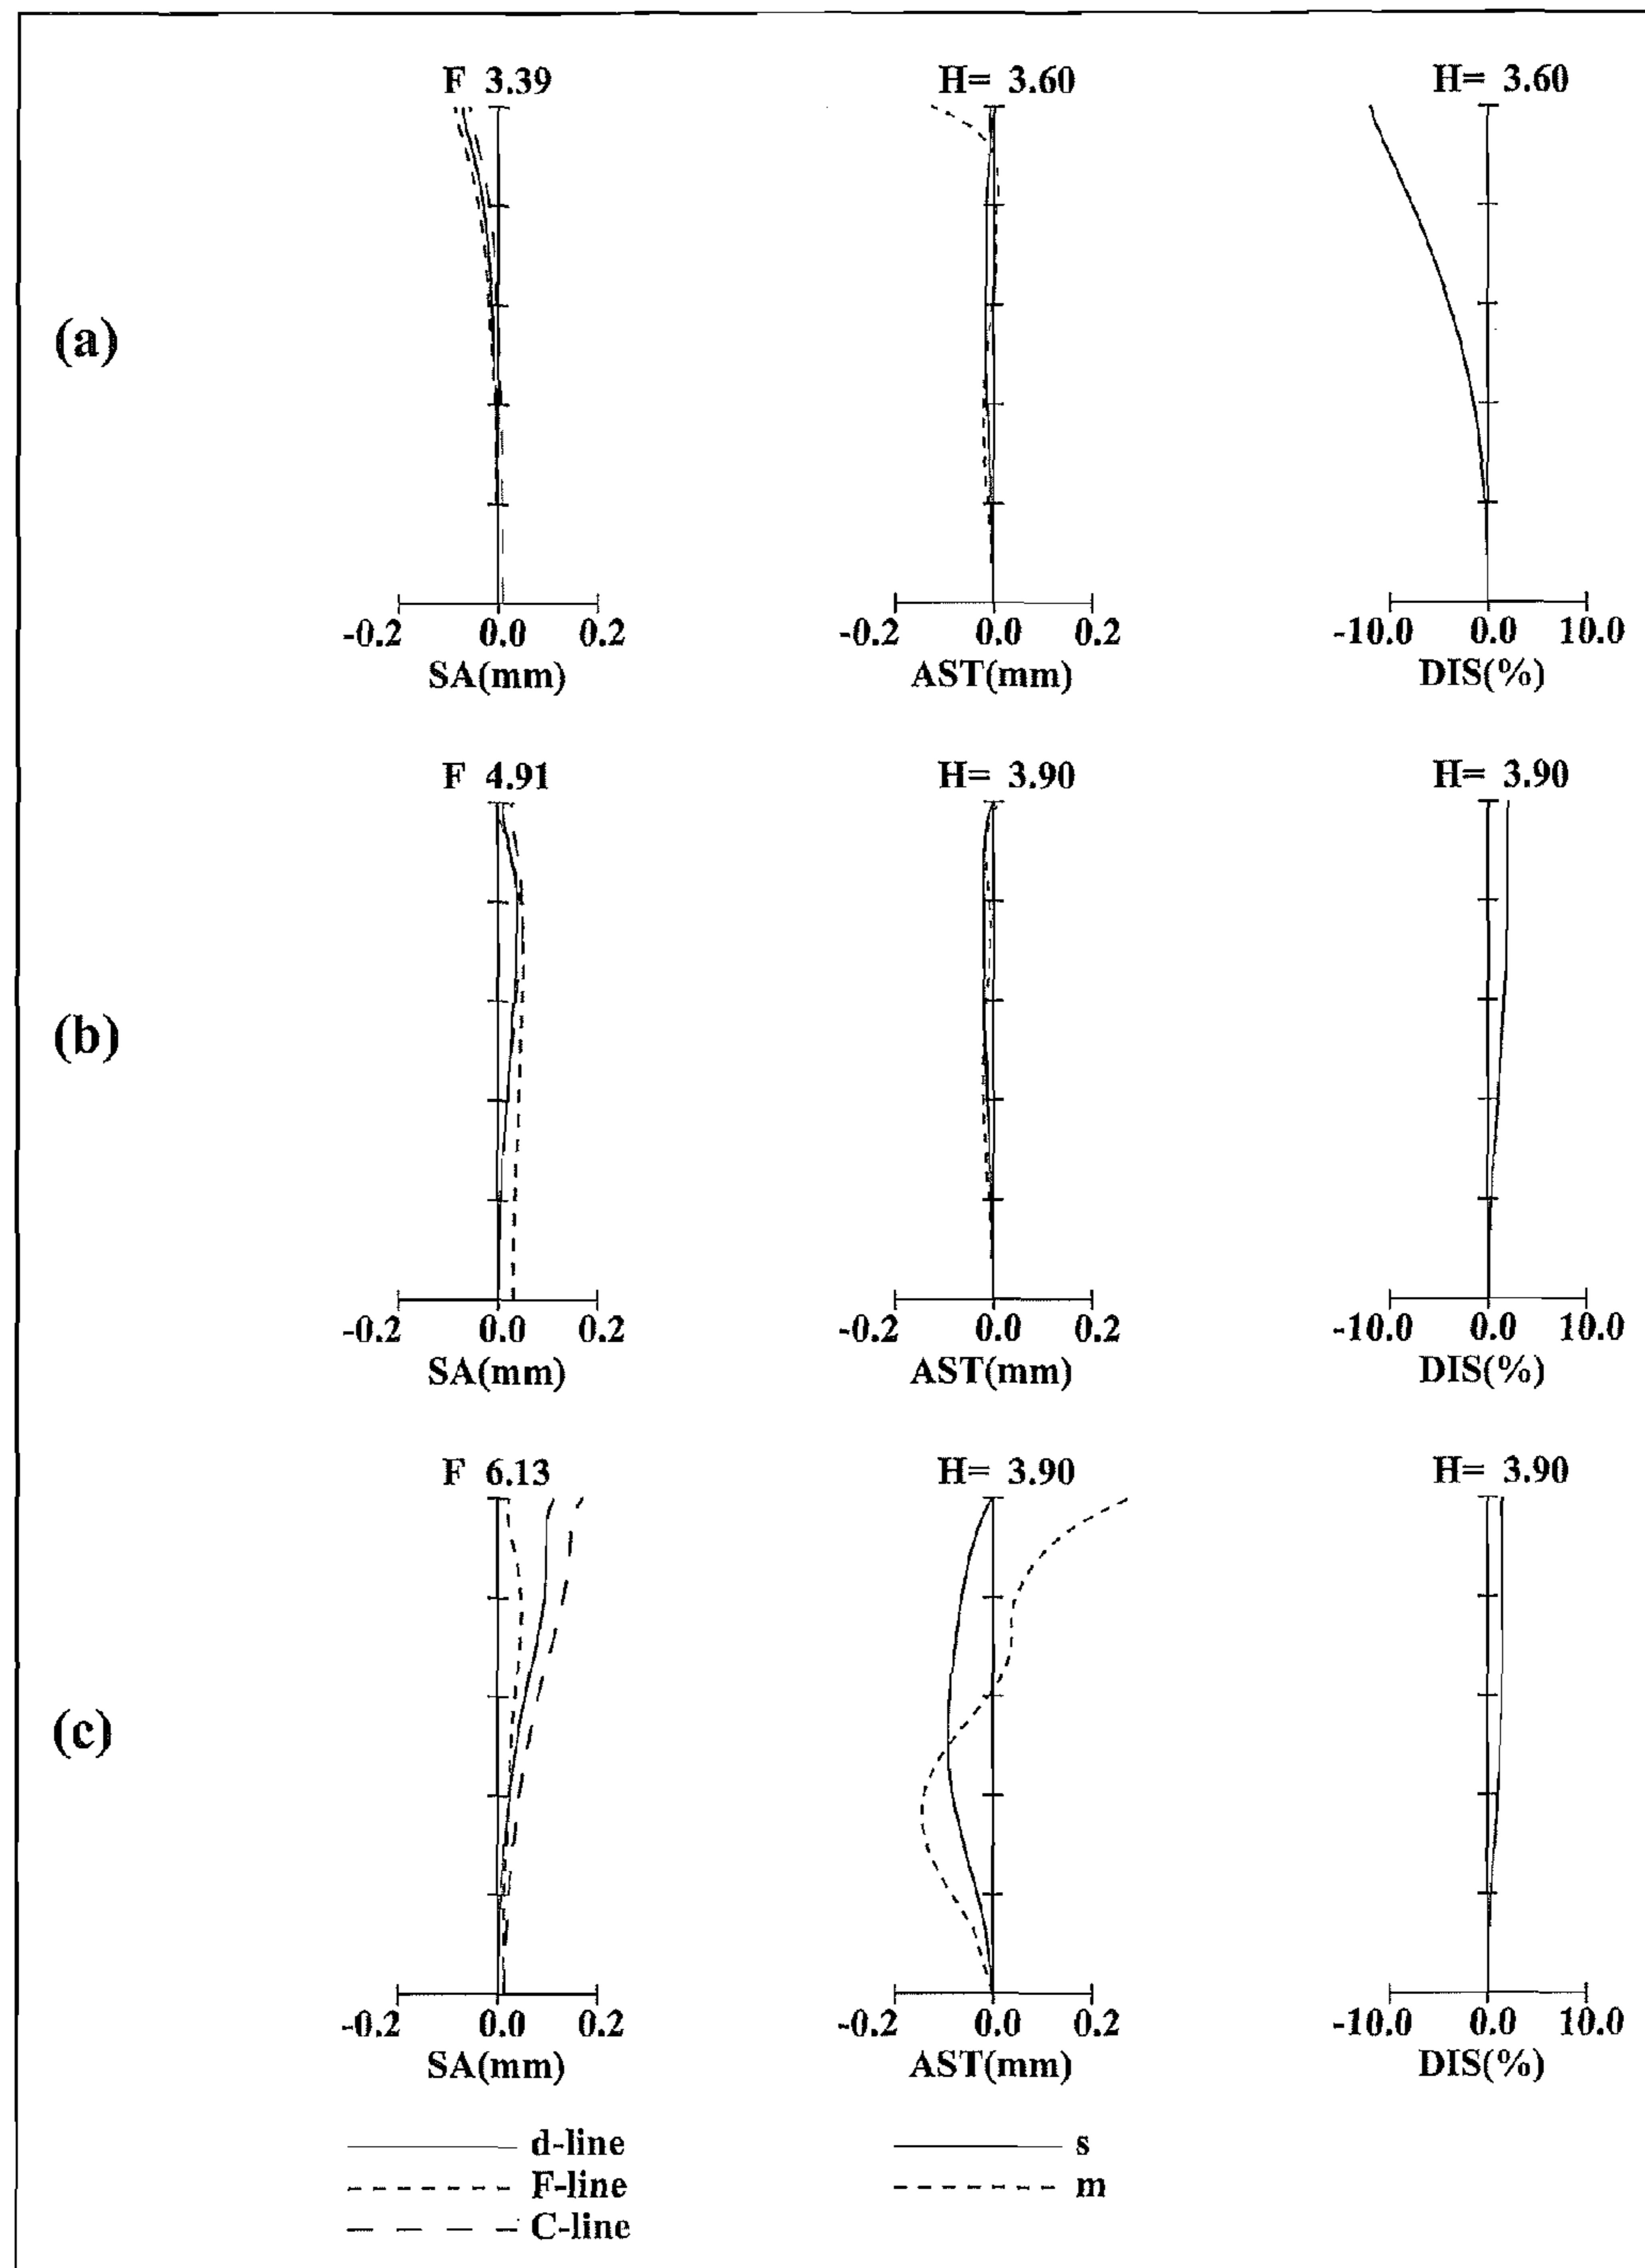 F 3.39 H= 3.60 H= 3.60
(a)
-0.2 0.0 0.2 -0.2 0.0 0.2 -10.0 0.0 10.0
SA(mm) AST(mm) DIS(%)
F 4.91 H= 3.90 H= 3.90
(b)
-0.2 0.0 0.2 -0.2 0.0 0.2 -10.0 0.0 10.0
SA(mm) AST(mm) DIS(%)
F 6.13 H= 3.90 H= 3.90
(c)
-0.2 0.0 0.2 -0.2 0.0 0.2 -10.0 0.0 10.0
SA(mm) AST(mm) DIS(%)
d-line s
F-line m
C-line